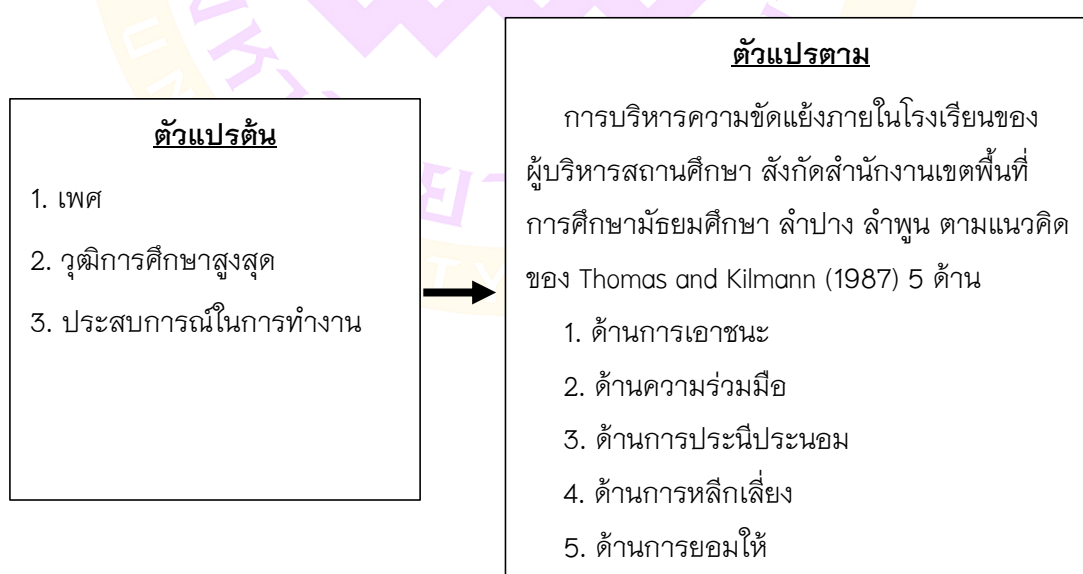 ตัวแปรต้น
1. เพศ
2. วุฒิการศึกษาสูงสุด
3. ประสบการณ์ในการทำงาน
ตัวแปรตาม
การบริหารความขัดแย้งภายในโรงเรียนของ
ผู้บริหารสถานศึกษา สังกัดสำนักงานเขตพื้นที่
การศึกษามัธยมศึกษา ลำปาง ลำพูน ตามแนวคิด
ของ Thomas and Kilmann (1987) 5 ด้าน
1. ด้านการเอาชนะ
2. ด้านความร่วมมือ
3. ด้านการประนีประนอม
4. ด้านการหลีกเลี่ยง
5. ด้านการยอมให้